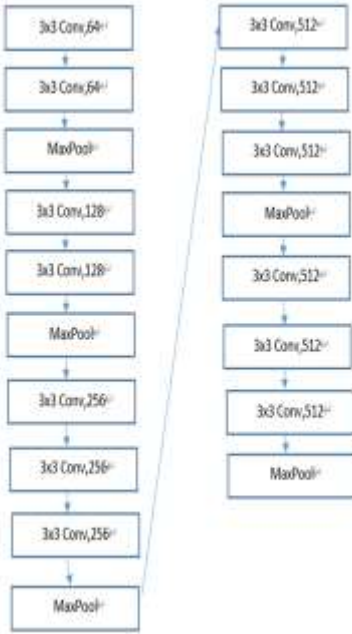 3x3 Conv,64
3x3 Conv,64
MaxPool
3x3 Conv,128
3x3 Conv,128
MaxPool
3x3 Conv,256
3x3 Conv,256
3x3 Conv,256
MaxPool
3x3 Conv,512
3x3 Conv,512
3x3 Conv,512
MaxPool
3x3 Conv,512
3x3 Conv,512
3x3 Conv,512
MaxPool